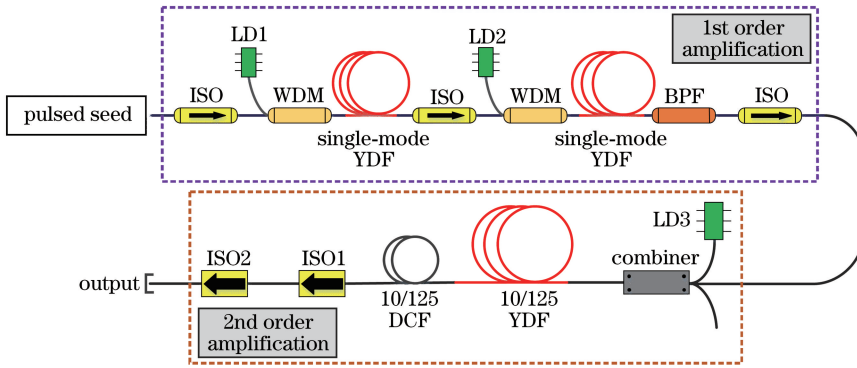 LD1
LD2
1st order
amplification
pulsed seed
ISO
WDM
ISO
WDM
BPF
ISO
single-mode
YDF
single-mode
YDF
LD3
output
ISO2
ISO1
combiner
10/125
DCF
10/125
YDF
2nd order
amplification